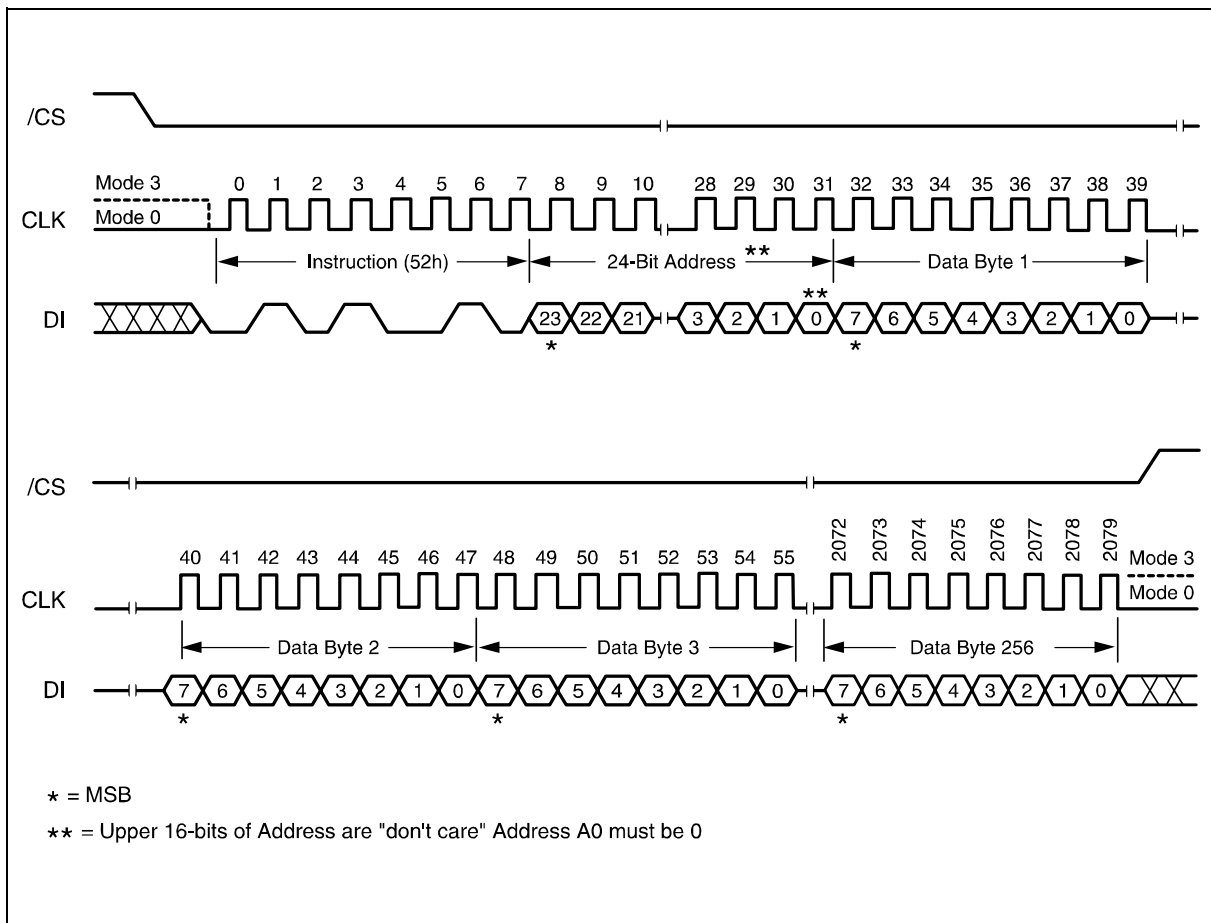 /CS
Mode 3
0 1 2 3 4 5 6 7 8 9 10 28 29 30 31 32 33 34 35 36 37 38 39
CLK
Mode 0
Instruction (52h) 24-Bit Address ** Data Byte 1
**
DI 23 22 21 3 2 1 0 7 6 5 4 3 2 1 0
* *
/CS
40 41 42 43 44 45 46 47 48 49 50 51 52 53 54 55 2072 2073 2074 2075 2076 2077 2078 2079
Mode 3
CLK
Mode 0
Data Byte 2 Data Byte 3 Data Byte 256
DI 7 6 5 4 3 2 1 0 7 6 5 4 3 2 1 0 7 6 5 4 3 2 1 0
* * *
* = MSB
** = Upper 16-bits of Address are "don't care" Address A0 must be 0